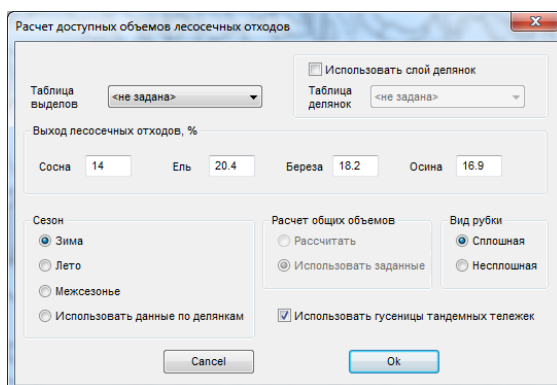 Расчет доступных объемов лесосечных отходов
Использовать слой делянок
Таблица выделов
<не задана>
Таблица делянок
<не задана>
Выход лесосечных отходов, %
Сосна 14 Ель 20.4 Береза 18.2 Осина 16.9
Сезон
Зима
Лето
Межсезонье
Использовать данные по делянкам
Расчет общих объемов
Рассчитать
Использовать заданные
Вид рубки
Сплошная
Несплошная
Использовать гусеницы тандемных тележек
Cancel
Ok